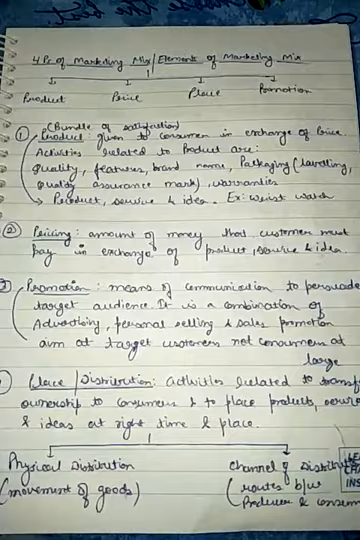 4 Ps of Marketing Mix / Elements of Marketing Mix
Product Price Place Promotion
(Bundle of satisfaction)
① Product: given to consumer in exchange of Price.
Activities related to Product are:
Quality, features, brand name, Packaging (labelling,
quality assurance mark), warranties
→ Product, service & idea. Ex: wrist watch
② Pricing: amount of money that customer must
pay in exchange of product, service & idea.
③ Promotion: means of communication to persuade
target audience. It is a combination of
Advertising, personal selling & sales promotion
aim at target customers not consumers at
large
Place / Distribution: activities related to transf
ownership to consumers & to place products, servic
& ideas at right time & place.
Physical Distribution Channel of Distribut
(movement of goods) (routes b/w
Producer & consum